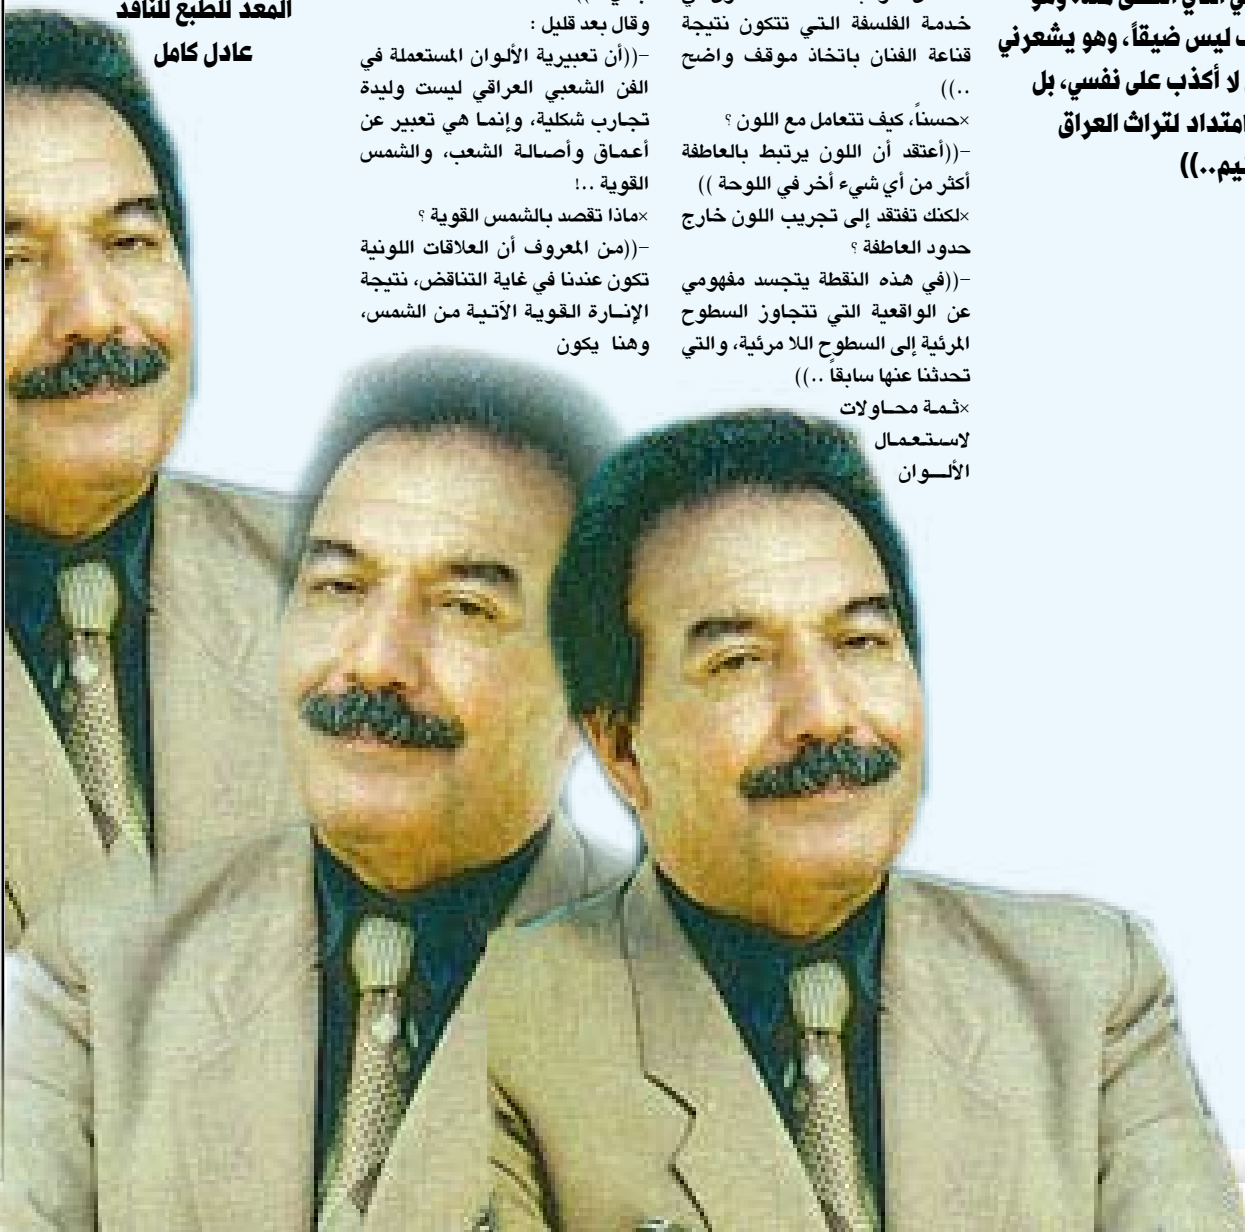 ليس ضيقاً، وهو يشعرني
لا أكذب على نفسي، بل
امتداد لتراث العراق
خدمة الفلسفة التي تتكون نتيجة
قناعة الفنان باتخاذ موقف واضح
..))
×حسناً، كيف تتعامل مع اللون ؟
-((أعتقد أن اللون يرتبط بالعاطفة
أكثر من أي شيء أخر في اللوحة ))
×لكنك تفتقد إلى تجريب اللون خارج
حدود العاطفة ؟
-((في هذه النقطة يتجسد مفهومي
عن الواقعية التي تتجاوز السطوح
المرئية إلى السطوح اللا مرئية، والتي
تحدثنا عنها سابقاً ..))
×ثمة محاولات
لاستعمال
الألوان
وقال بعد قليل :
-((أن تعبيرية الألوان المستعملة في
الفن الشعبي العراقي ليست وليدة
تجارب شكلية، وإنما هي تعبير عن
أعماق وأصالة الشعب، والشمس
القوية ..!
×ماذا تقصد بالشمس القوية ؟
-((من المعروف أن العلاقات اللونية
تكون عندنا في غاية التناقض، نتيجة
الإنارة القوية الآتية من الشمس،
وهنا يكون
المعد للطبع للناقد
عادل كامل